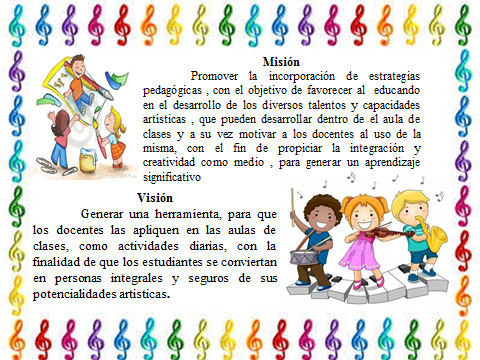 Misión
Promover la incorporación de estrategias
pedagógicas , con el objetivo de favorecer al educando
en el desarrollo de los diversos talentos y capacidades
artisticas , que pueden desarrollar dentro de el aula de
clases y a su vez motivar a los docentes al uso de la
misma, con el fin de propiciar la integración y
creatividad como medio , para generar un aprendizaje
significativo
Visión
Generar una herramienta, para que
los docentes las apliquen en las aulas de
clases, como actividades diarias, con la
finalidad de que los estudiantes se conviertan
en personas integrales y seguros de sus
potencialidades artisticas.